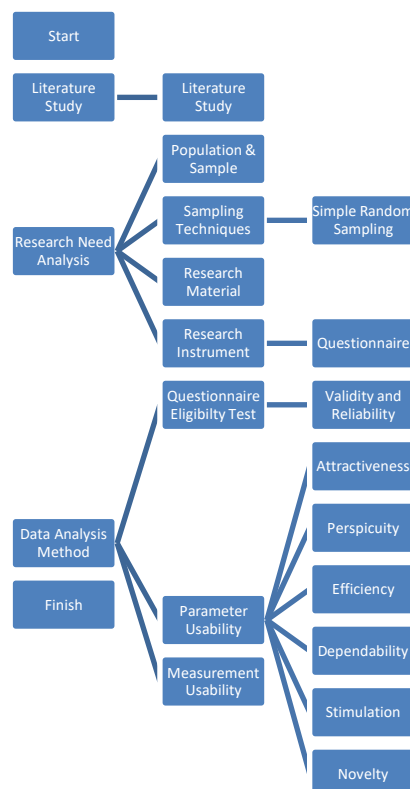 Start
Literature
Study
Literature
Study
Population &
Sample
Sampling
Techniques
Simple Random
Sampling
Research Need
Analysis
Research
Material
Research
Instrument
Questionnaire
Questionnaire
Eligibilty Test
Validity and
Reliability
Attractiveness
Perspicuity
Data Analysis
Method
Efficiency
Finish
Parameter
Usability
Dependability
Measurement
Usability
Stimulation
Novelty